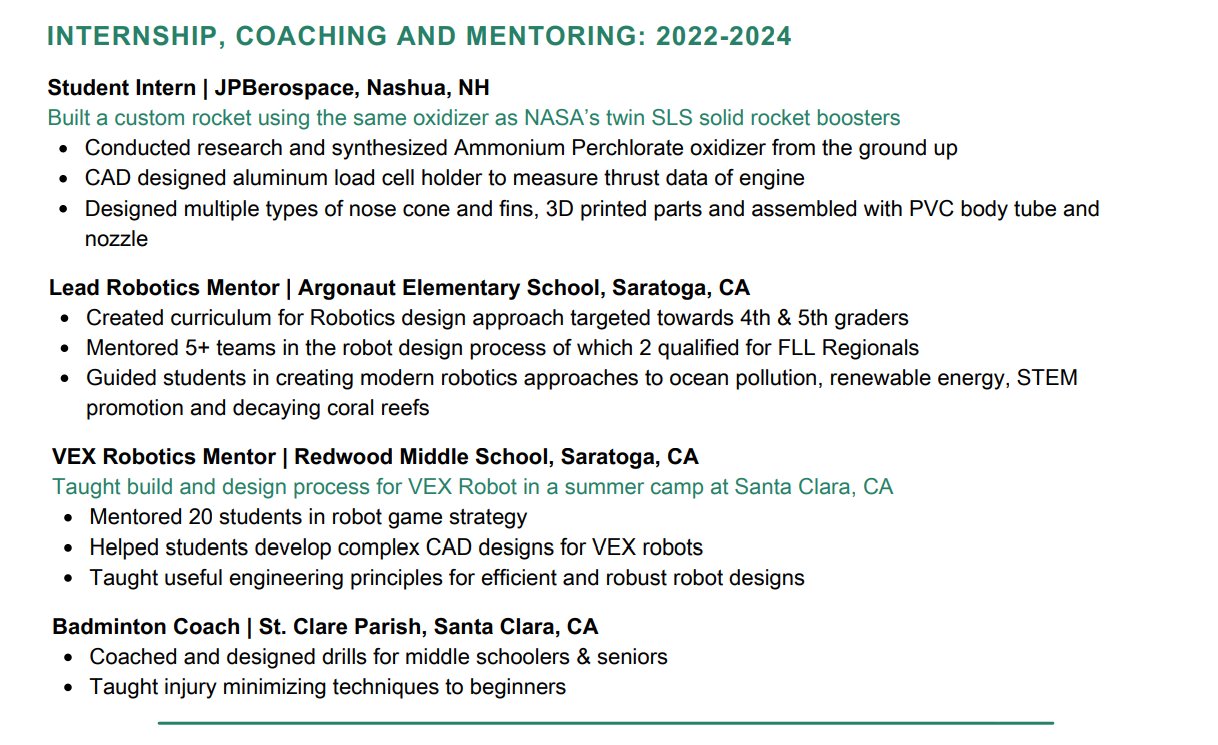 INTERNSHIP, COACHING AND MENTORING: 2022-2024
Student Intern | JPBerospace, Nashua, NH
Built a custom rocket using the same oxidizer as NASA’s twin SLS solid rocket boosters
• Conducted research and synthesized Ammonium Perchlorate oxidizer from the ground up
• CAD designed aluminum load cell holder to measure thrust data of engine
• Designed multiple types of nose cone and fins, 3D printed parts and assembled with PVC body tube and
nozzle
Lead Robotics Mentor | Argonaut Elementary School, Saratoga, CA
• Created curriculum for Robotics design approach targeted towards 4th & 5th graders
• Mentored 5+ teams in the robot design process of which 2 qualified for FLL Regionals
• Guided students in creating modern robotics approaches to ocean pollution, renewable energy, STEM
promotion and decaying coral reefs
VEX Robotics Mentor | Redwood Middle School, Saratoga, CA
Taught build and design process for VEX Robot in a summer camp at Santa Clara, CA
• Mentored 20 students in robot game strategy
• Helped students develop complex CAD designs for VEX robots
• Taught useful engineering principles for efficient and robust robot designs
Badminton Coach | St. Clare Parish, Santa Clara, CA
• Coached and designed drills for middle schoolers & seniors
• Taught injury minimizing techniques to beginners